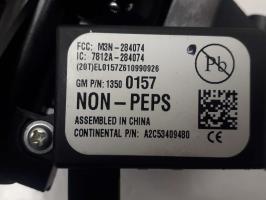 FCC: M3N-284074
IC: 7812A-284074
(20T)EL0157Z610990926
Pb
GM P/N: 1350 0157
NON-PEPS
ASSEMBLED IN CHINA
CONTINENTAL P/N: A2C53409480